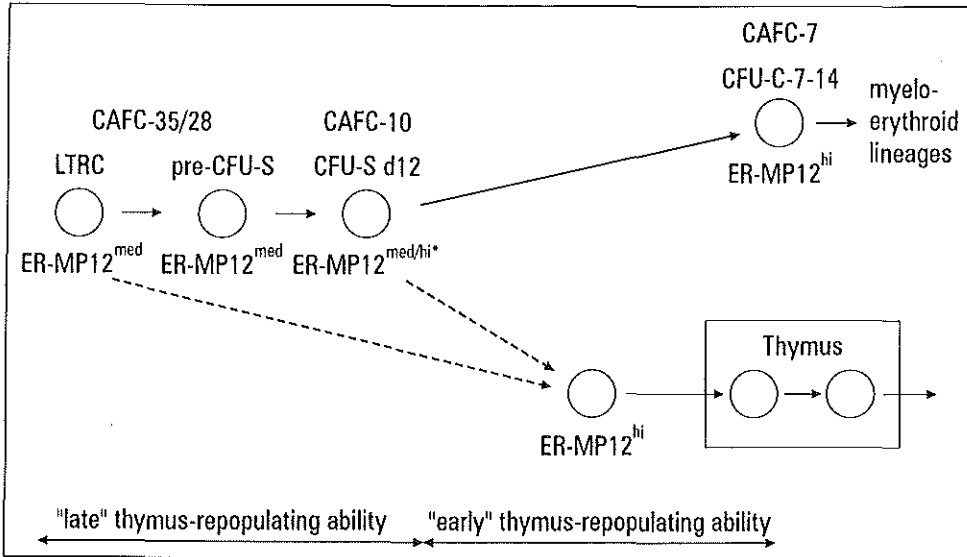 CAFC-7
CFU-C-7-14
myelo-
erythroid
lineages
ER-MP12hi
CAFC-35/28
CAFC-10
LTRC
pre-CFU-S
CFU-S d12
ER-MP12med
ER-MP12med
ER-MP12med/hi*
Thymus
ER-MP12hi
"late" thymus-repopulating ability
"early" thymus-repopulating ability